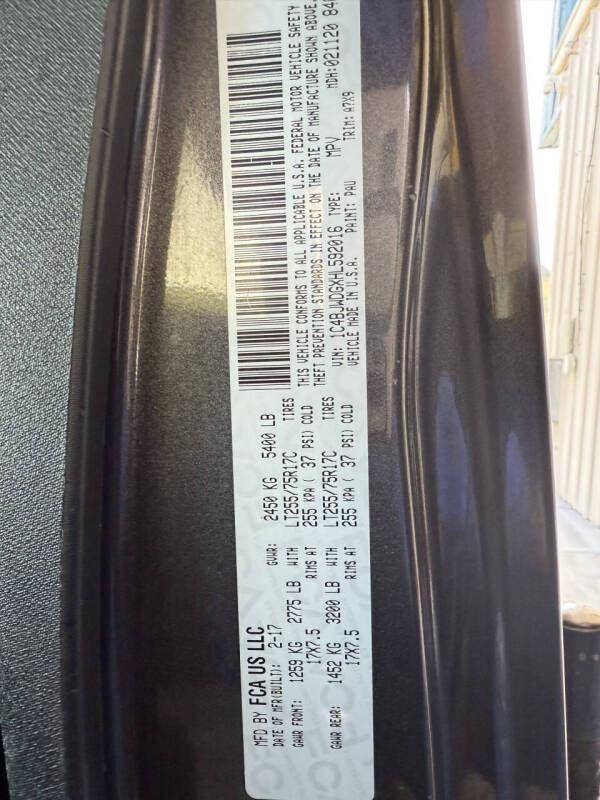 MFD BY FCA US LLC
DATE OF MFR(BUILT): 2-17 GVWR: 2450 KG 5400 LB
GAWR FRONT: 1259 KG 2775 LB WITH LT255/75R17C TIRES
17X7.5 RIMS AT 255 KPA ( 37 PSI) COLD
GAWR REAR: 1452 KG 3200 LB WITH LT255/75R17C TIRES
17X7.5 RIMS AT 255 KPA ( 37 PSI) COLD
THIS VEHICLE CONFORMS TO ALL APPLICABLE U.S.A. FEDERAL MOTOR VEHICLE SAFETY
THEFT PREVENTION STANDARDS IN EFFECT ON THE DATE OF MANUFACTURE SHOWN ABOVE.
VIN: 1C4BJWDGXHL592016 TYPE: MPV MDH:021120 84
VEHICLE MADE IN U.S.A. PAINT: PAU TRIM: A7X9